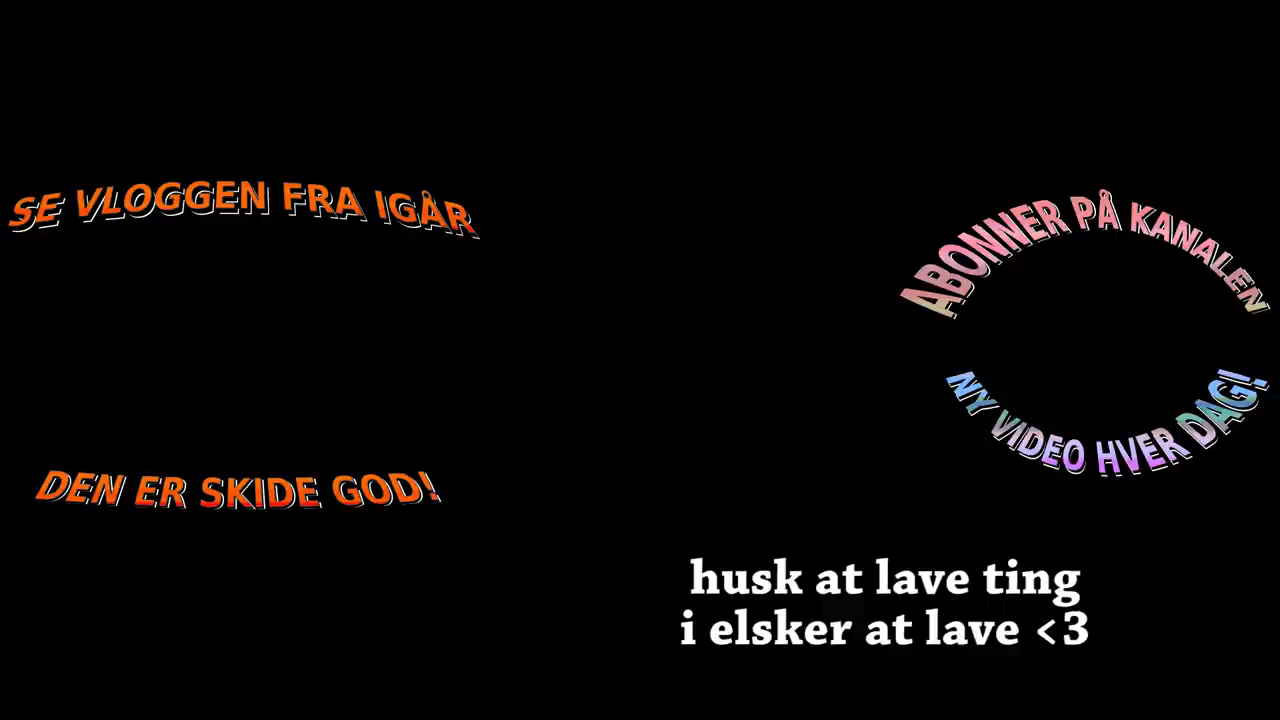 SE VLOGGEN FRA IGÅR
DEN ER SKIDE GOD!
ABONNER PÅ KANALEN
NY VIDEO HVER DAG!
husk at lave ting
i elsker at lave <3